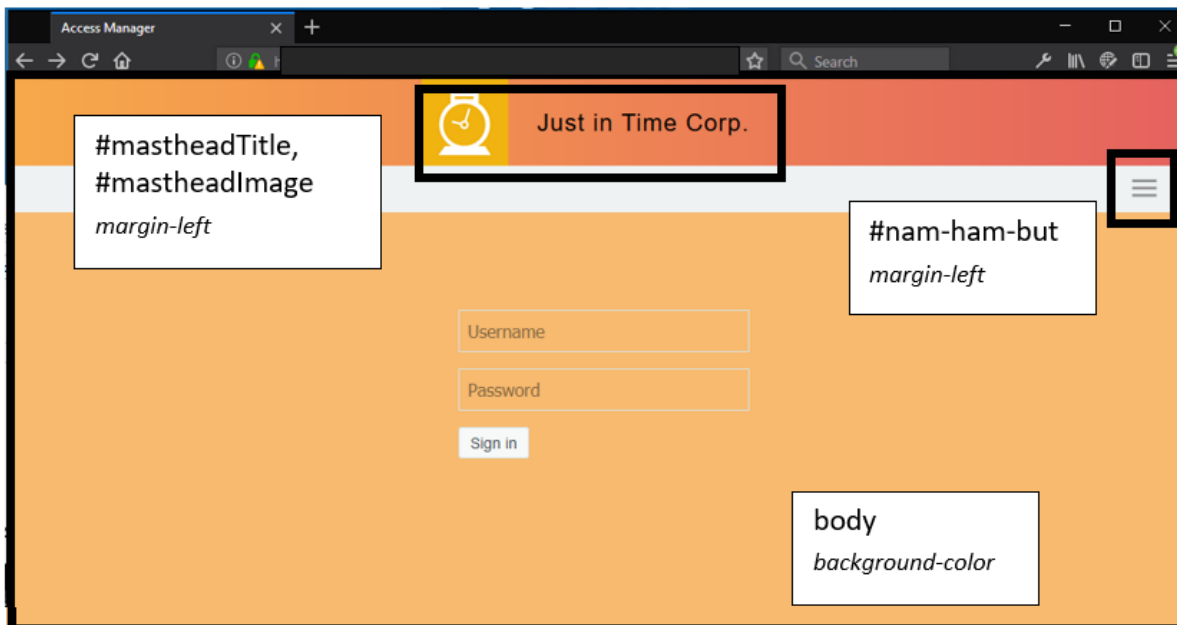 Access Manager
Search
Just in Time Corp.
#mastheadTitle,
#mastheadImage
margin-left
#nam-ham-but
margin-left
Username
Password
Sign in
body
background-color